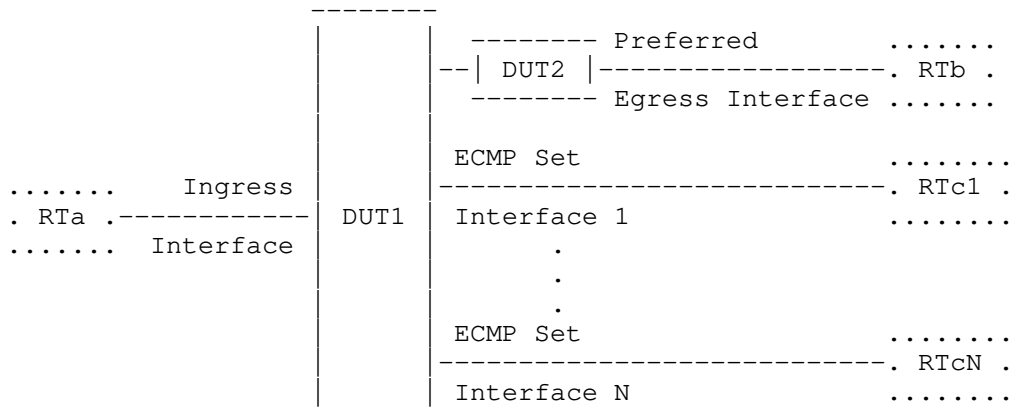 --------
| | -------- Preferred .......
| |--| DUT2 |------------------. RTb .
| | -------- Egress Interface .......
| |
| | ECMP Set ........
....... Ingress | |----------------------------. RTc1 .
. RTa .------------| DUT1 | Interface 1 ........
....... Interface | | .
| | .
| | .
| | ECMP Set ........
| |----------------------------. RTcN .
| | Interface N ........